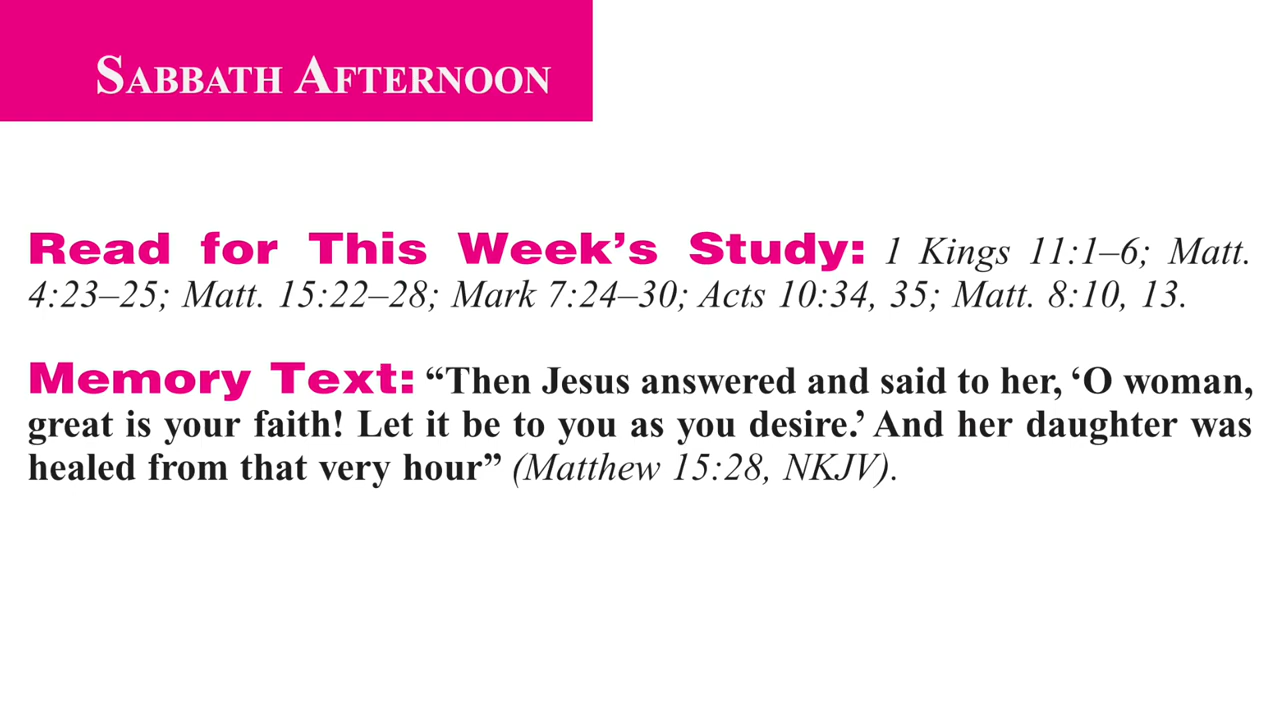 SABBATH AFTERNOON
Read for This Week’s Study: 1 Kings 11:1–6; Matt.
4:23–25; Matt. 15:22–28; Mark 7:24–30; Acts 10:34, 35; Matt. 8:10, 13.
Memory Text: “Then Jesus answered and said to her, ‘O woman,
great is your faith! Let it be to you as you desire.’ And her daughter was
healed from that very hour” (Matthew 15:28, NKJV).